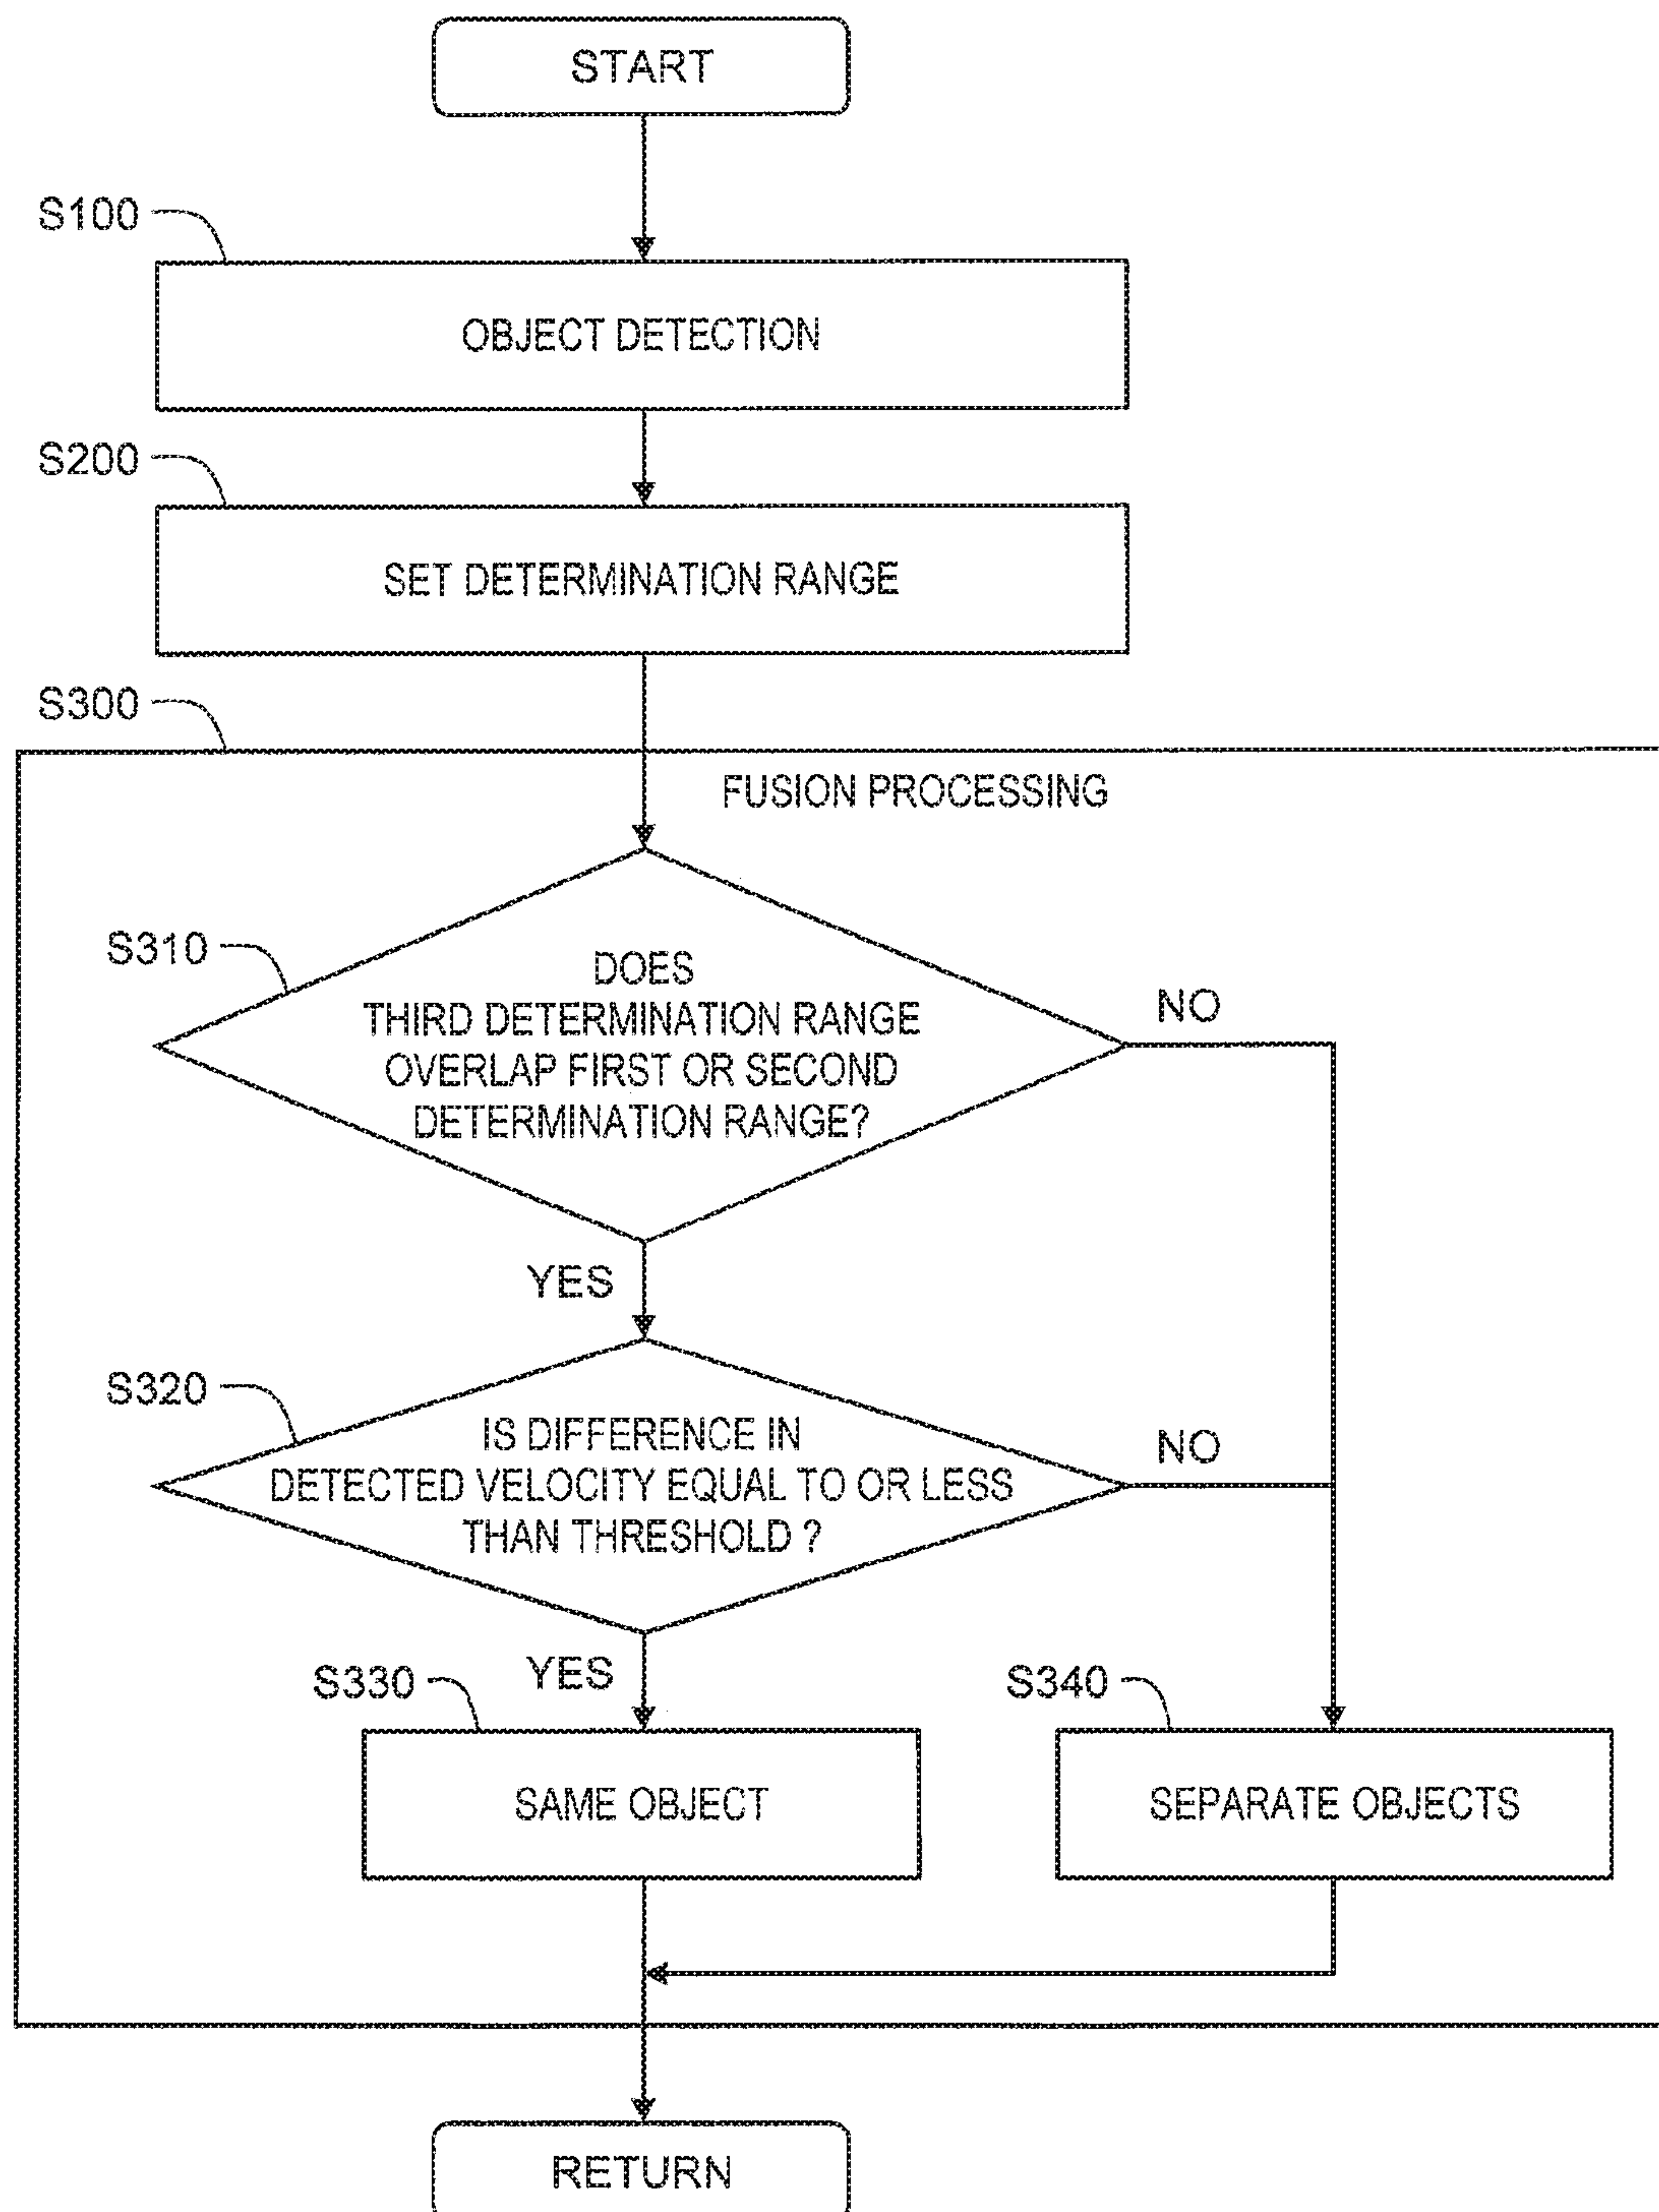 START
S100
OBJECT DETECTION
S200
SET DETERMINATION RANGE
S300
FUSION PROCESSING
S310
DOES
THIRD DETERMINATION RANGE
OVERLAP FIRST OR SECOND
DETERMINATION RANGE?
NO
YES
S320
IS DIFFERENCE IN
DETECTED VELOCITY EQUAL TO OR LESS
THAN THRESHOLD ?
NO
YES
S330
SAME OBJECT
S340
SEPARATE OBJECTS
RETURN